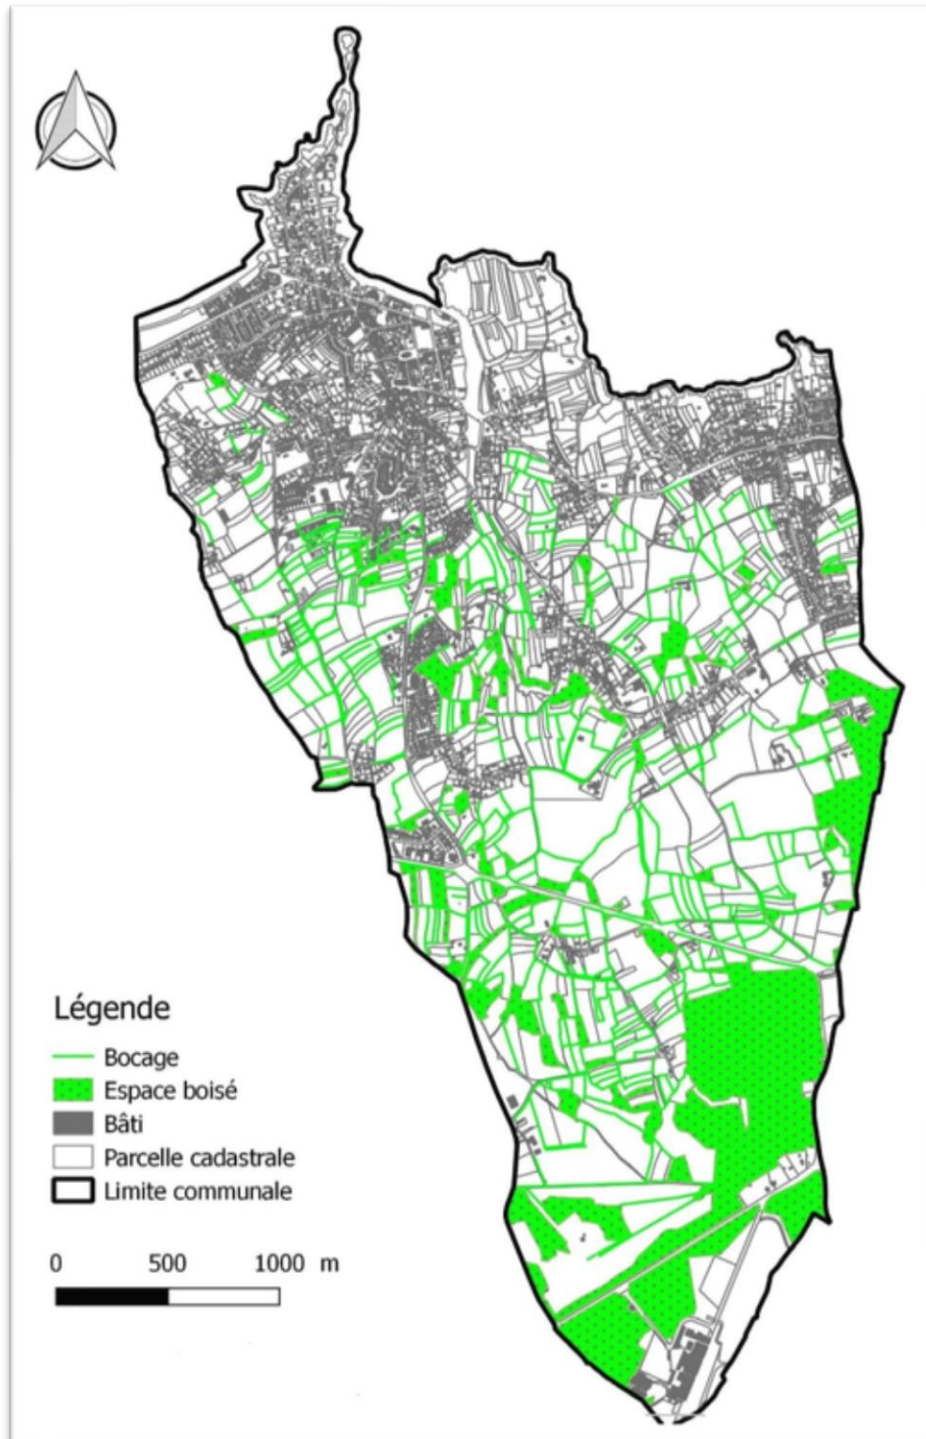 Légende
Bocage
Espace boisé
Bâti
Parcelle cadastrale
Limite communale
0 500 1000 m